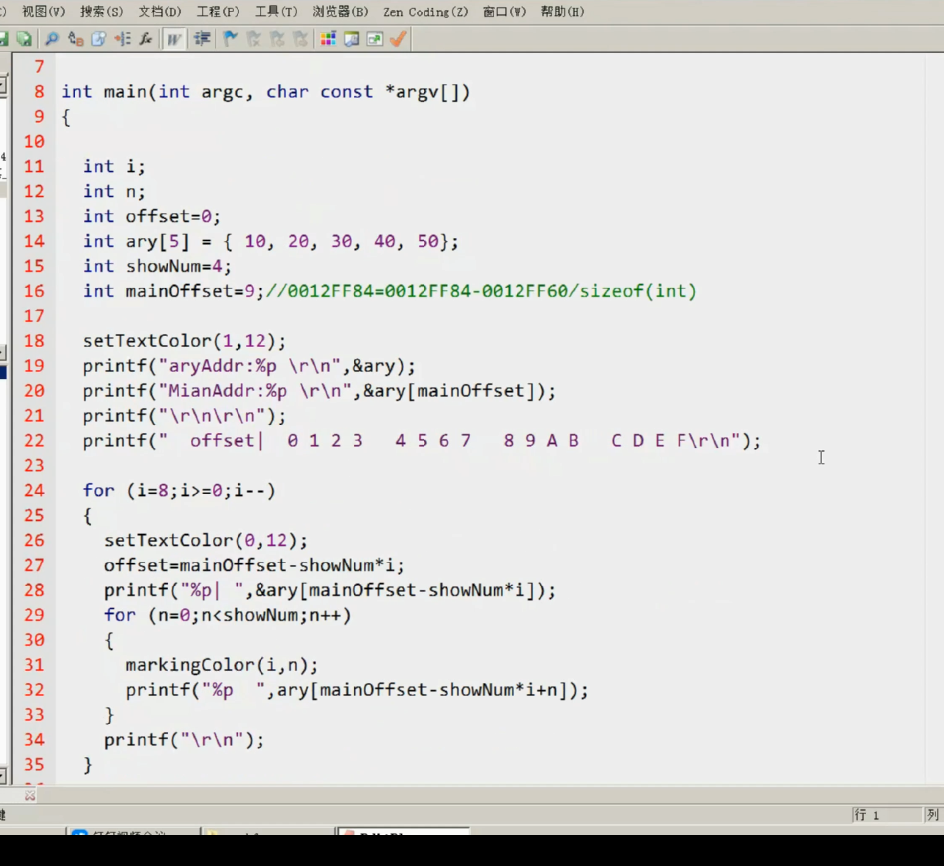 视图(V) 搜索(S) 文档(D) 工程(P) 工具(T) 浏览器(B) Zen Coding(Z) 窗口(W) 帮助(H)
7
8 int main(int argc, char const *argv[])
9 {
10
11 int i;
12 int n;
13 int offset=0;
14 int ary[5] = { 10, 20, 30, 40, 50};
15 int showNum=4;
16 int mainOffset=9;//0012FF84=0012FF84-0012FF60/sizeof(int)
17
18 setTextColor(1,12);
19 printf("aryAddr:%p \r\n",&ary);
20 printf("MianAddr:%p \r\n",&ary[mainOffset]);
21 printf("\r\n\r\n");
22 printf("  offset|  0 1 2 3   4 5 6 7   8 9 A B   C D E F\r\n");
23
24 for (i=8;i>=0;i--)
25 {
26 setTextColor(0,12);
27 offset=mainOffset-showNum*i;
28 printf("%p| ",&ary[mainOffset-showNum*i]);
29 for (n=0;n<showNum;n++)
30 {
31 markingColor(i,n);
32 printf("%p  ",ary[mainOffset-showNum*i+n]);
33 }
34 printf("\r\n");
35 }
行 1 列